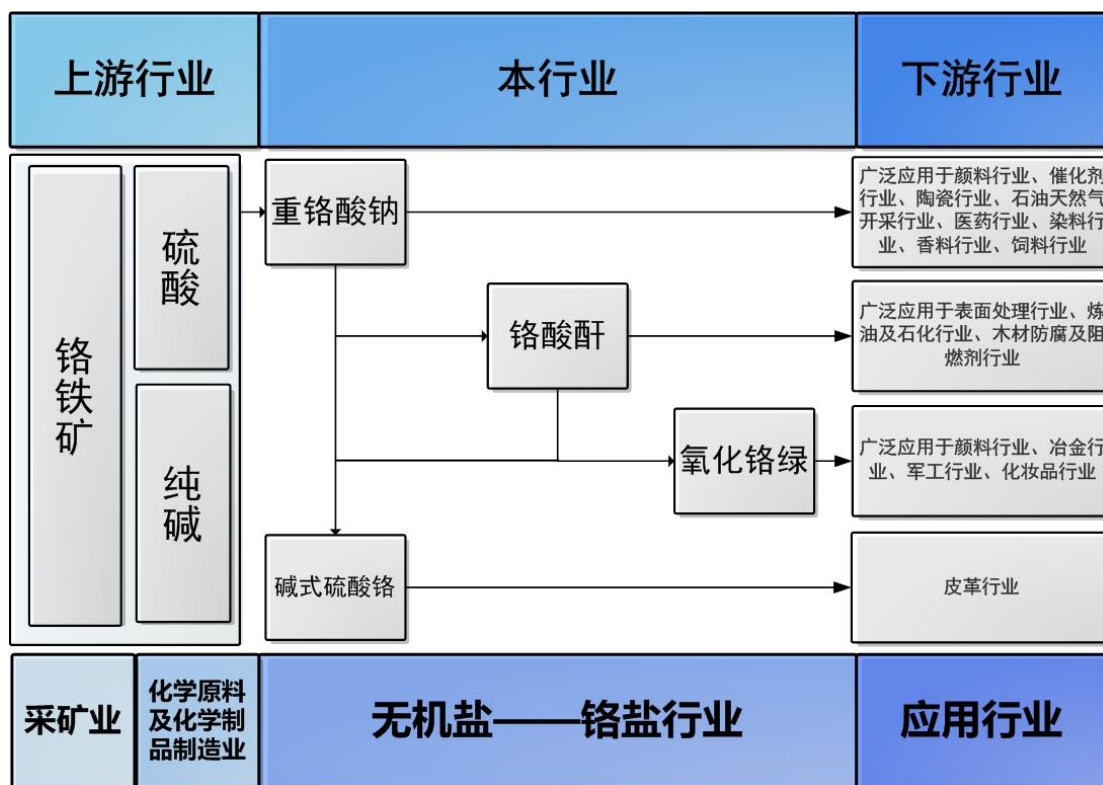 上游行业
本行业
下游行业
铬铁矿
硫酸
纯碱
重铬酸钠
广泛应用于颜料行业、催化剂
行业、陶瓷行业、石油天然气
开采行业、医药行业、染料行
业、香料行业、饲料行业
铬酸酐
广泛应用于表面处理行业、炼
油及石化行业、木材防腐及阻
燃剂行业
氧化铬绿
广泛应用于颜料行业、冶金行
业、军工行业、化妆品行业
碱式硫酸铬
皮革行业
采矿业
化学原料
及化学制
品制造业
无机盐——铬盐行业
应用行业